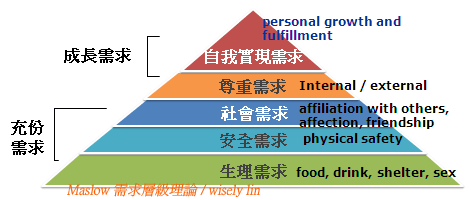 personal growth and
fulfillment
成長需求
自我實現需求
尊重需求 Internal / external
社會需求 affiliation with others,
affection, friendship
充份
需求
安全需求 physical safety
生理需求 food, drink, shelter, sex
Maslow 需求層級理論 / wisely lin